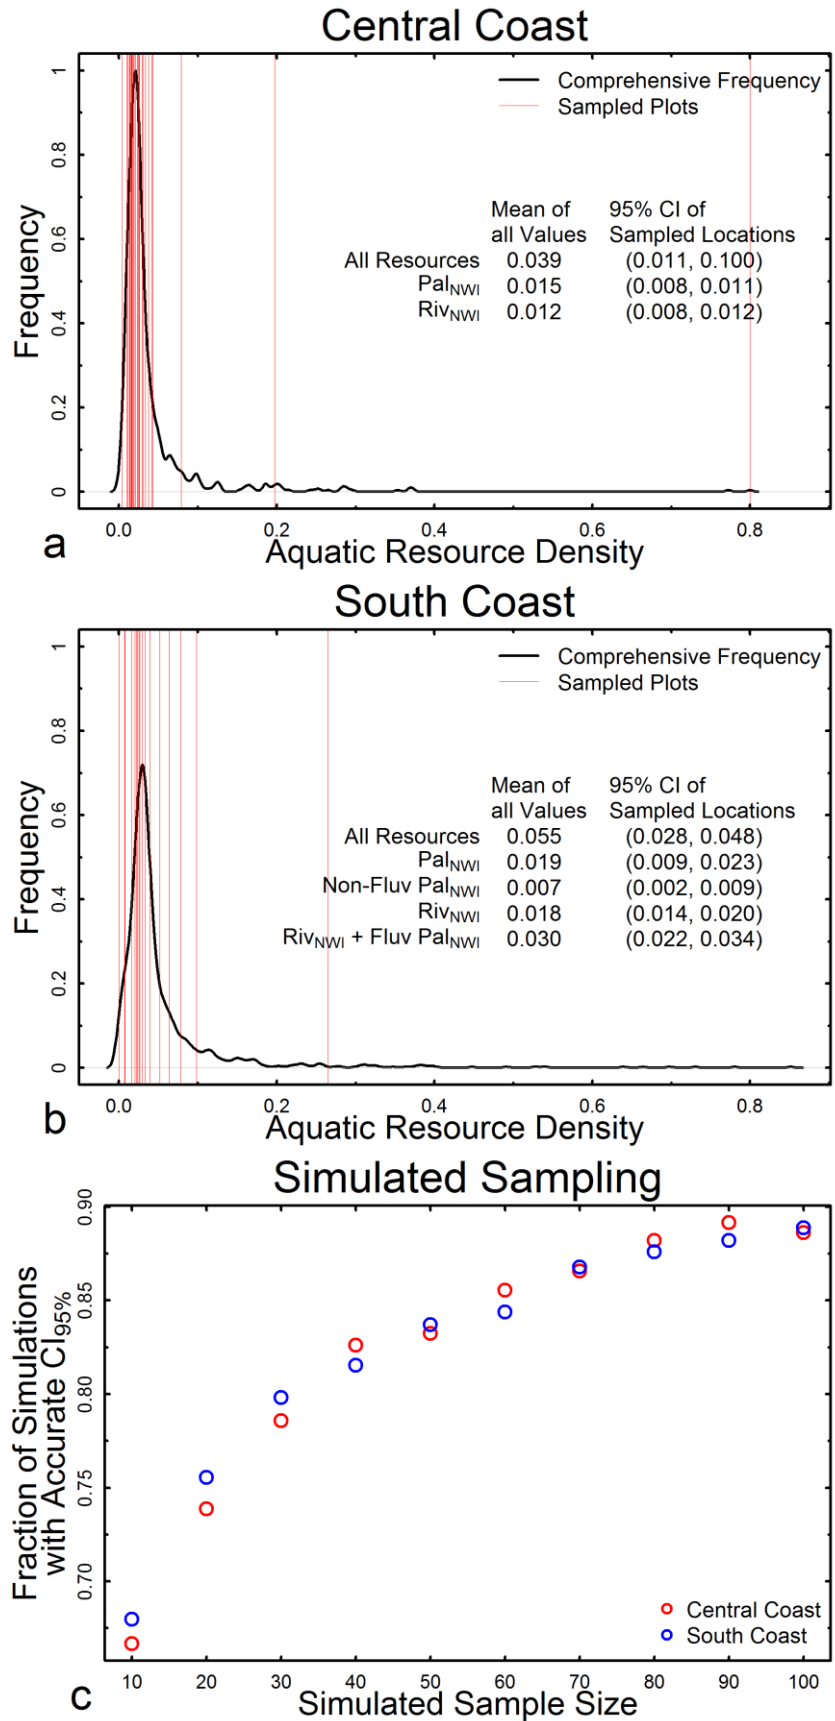 Central Coast
Comprehensive Frequency
Sampled Plots
Mean of all Values 95% CI of Sampled Locations
All Resources 0.039 (0.011, 0.100)
PalNWI 0.015 (0.008, 0.011)
RivNWI 0.012 (0.008, 0.012)
Frequency
0 0.2 0.4 0.6 0.8 1
0.0 0.2 0.4 0.6 0.8
Aquatic Resource Density
a
South Coast
Comprehensive Frequency
Sampled Plots
Mean of all Values 95% CI of Sampled Locations
All Resources 0.055 (0.028, 0.048)
PalNWI 0.019 (0.009, 0.023)
Non-Fluv PalNWI 0.007 (0.002, 0.009)
RivNWI 0.018 (0.014, 0.020)
RivNWI + Fluv PalNWI 0.030 (0.022, 0.034)
Frequency
0 0.2 0.4 0.6 0.8 1
0.0 0.2 0.4 0.6 0.8
Aquatic Resource Density
b
Simulated Sampling
Fraction of Simulations
with Accurate CI95%
0.70 0.75 0.80 0.85 0.90
Central Coast
South Coast
10 20 30 40 50 60 70 80 90 100
Simulated Sample Size
c